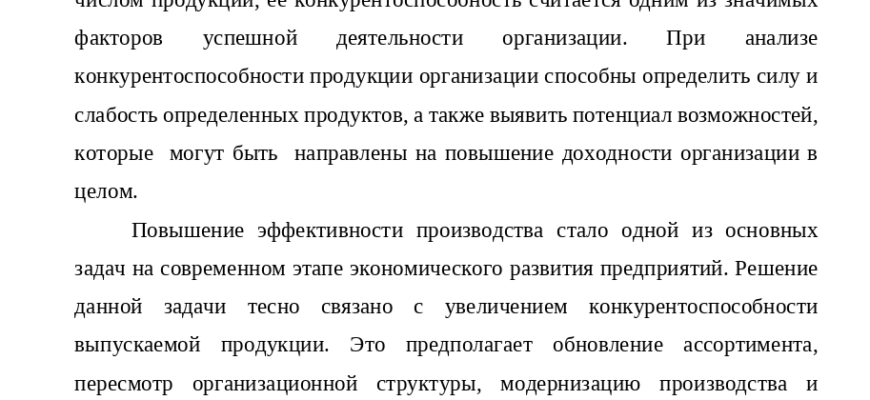 числом продукции, ее конкурентоспособность считается одним из значимых
факторов успешной деятельности организации. При анализе
конкурентоспособности продукции организации способны определить силу и
слабость определенных продуктов, а также выявить потенциал возможностей,
которые могут быть направлены на повышение доходности организации в
целом.
Повышение эффективности производства стало одной из основных
задач на современном этапе экономического развития предприятий. Решение
данной задачи тесно связано с увеличением конкурентоспособности
выпускаемой продукции. Это предполагает обновление ассортимента,
пересмотр организационной структуры, модернизацию производства и